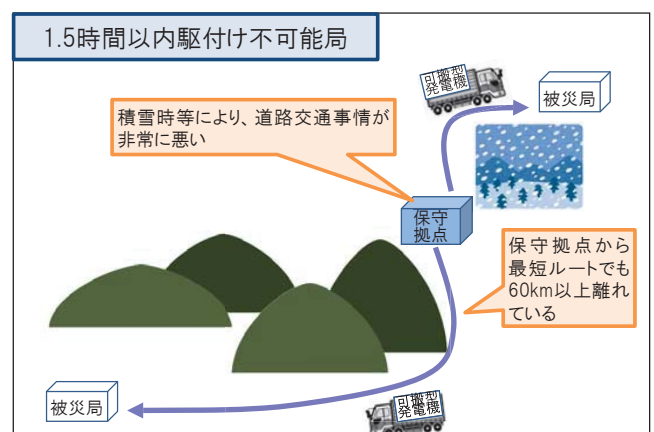 1.5時間以内駆付け不可能局
可搬型
発電機
被災局
積雪時等により、道路交通事情が
非常に悪い
保守
拠点
保守拠点から
最短ルートでも
60km以上離れ
ている
被災局
可搬型
発電機